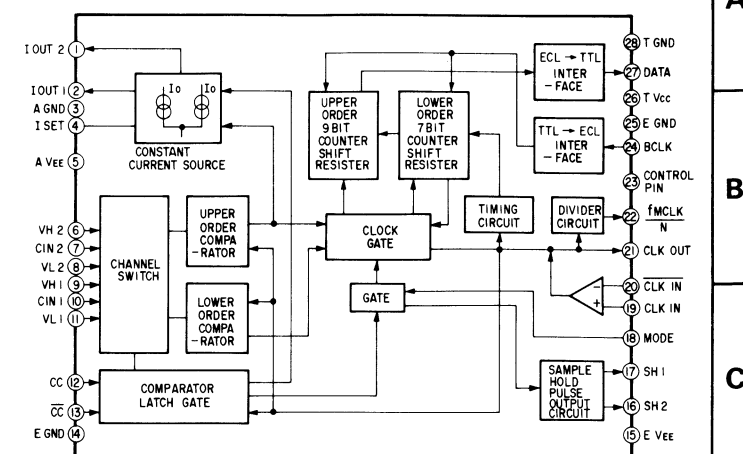 I OUT 2 1
I OUT 1 2
A GND 3
I SET 4
A VEE 5
VH 2 6
CIN 2 7
VL 2 8
VH 1 9
CIN 1 10
VL 1 11
CC 12
CC 13
E GND 14
Io Io
CONSTANT
CURRENT SOURCE
CHANNEL
SWITCH
UPPER
ORDER
COMPA
-RATOR
LOWER
ORDER
COMPA
-RATOR
COMPARATOR
LATCH GATE
UPPER
ORDER
9 BIT
COUNTER
SHIFT
RESISTER
LOWER
ORDER
7 BIT
COUNTER
SHIFT
RESISTER
CLOCK
GATE
GATE
ECL → TTL
INTER
-FACE
TTL → ECL
INTER
-FACE
TIMING
CIRCUIT
DIVIDER
CIRCUIT
-
+
SAMPLE
HOLD
PULSE
OUTPUT
CIRCUIT
28 T GND
27 DATA
26 T Vcc
25 E GND
24 BCLK
23 CONTROL
PIN
22 fMCLK
N
21 CLK OUT
20 CLK IN
19 CLK IN
18 MODE
17 SH 1
16 SH 2
15 E VEE
A
B
C